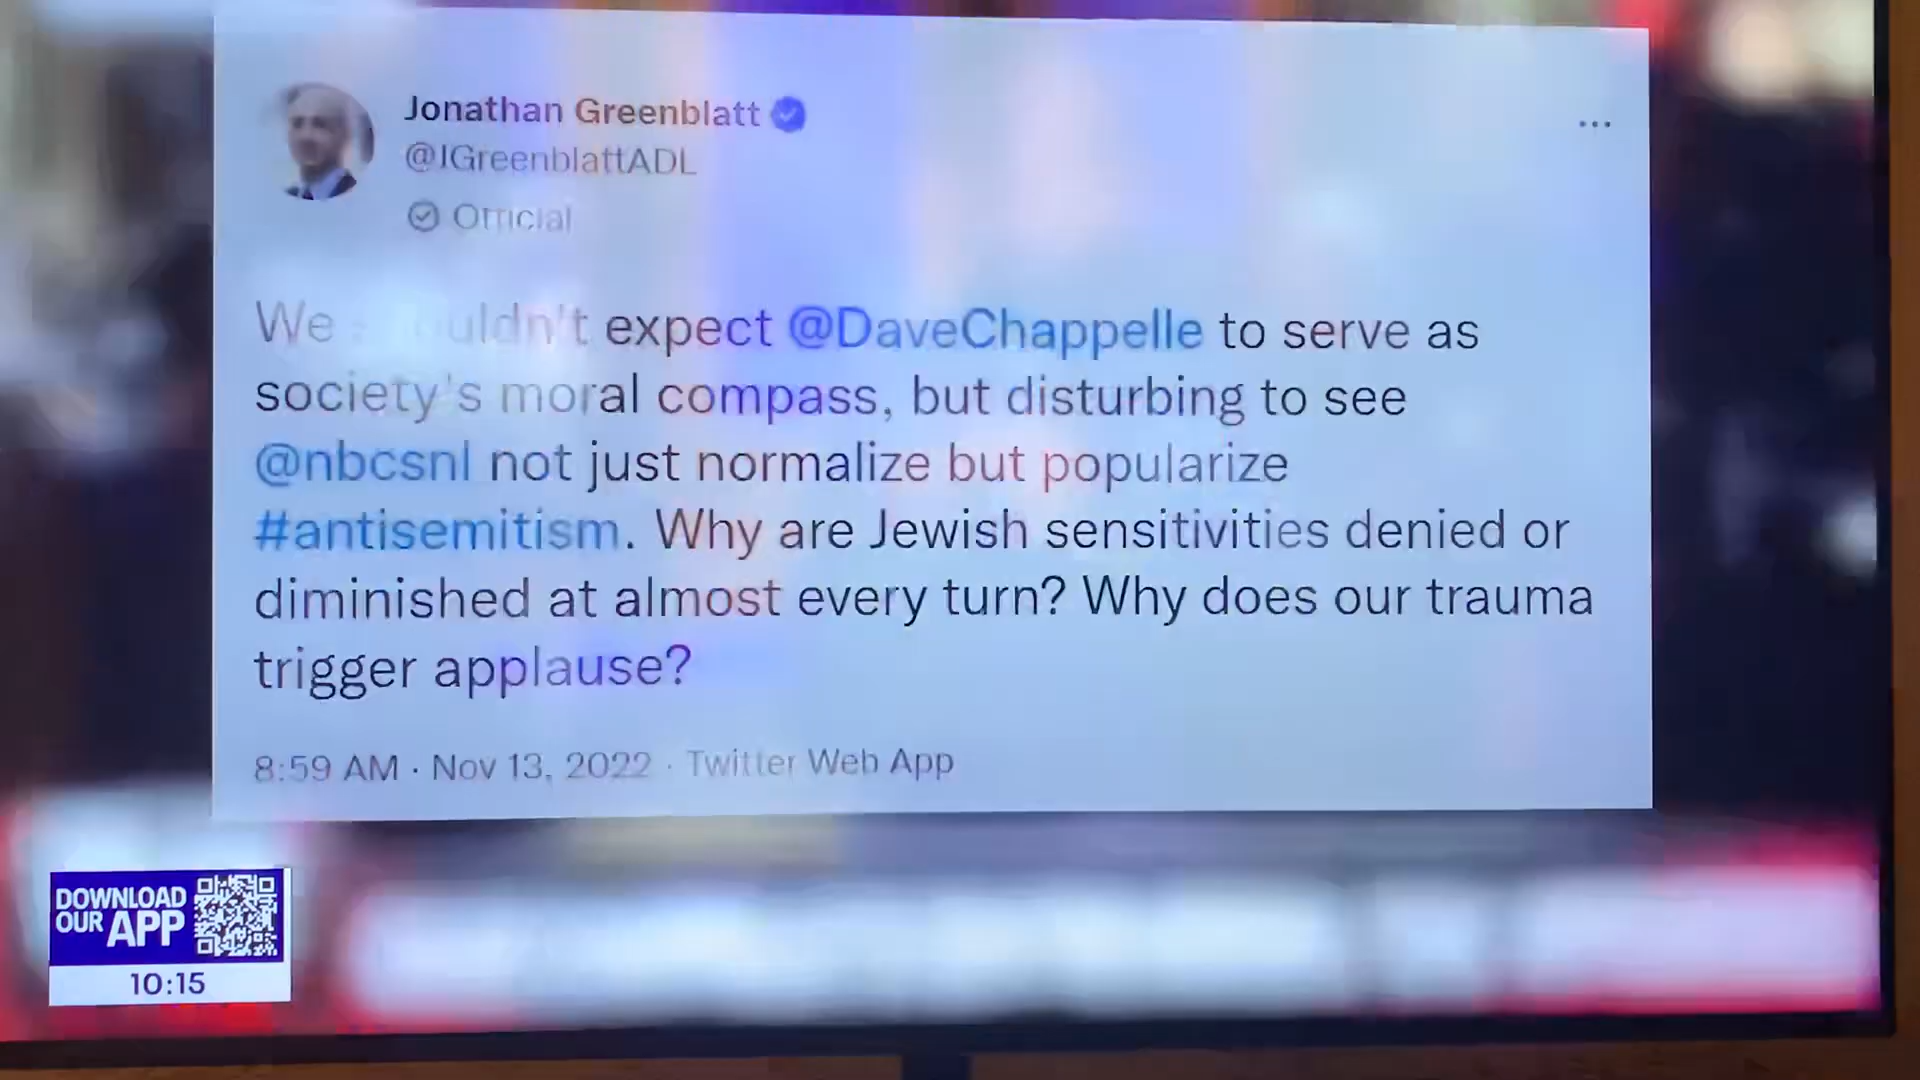 Jonathan Greenblatt
@JGreenblattADL
Official
...
We shouldn't expect @DaveChappelle to serve as
society's moral compass, but disturbing to see
@nbcsnl not just normalize but popularize
#antisemitism. Why are Jewish sensitivities denied or
diminished at almost every turn? Why does our trauma
trigger applause?
8:59 AM · Nov 13, 2022 · Twitter Web App
DOWNLOAD
OUR APP
10:15